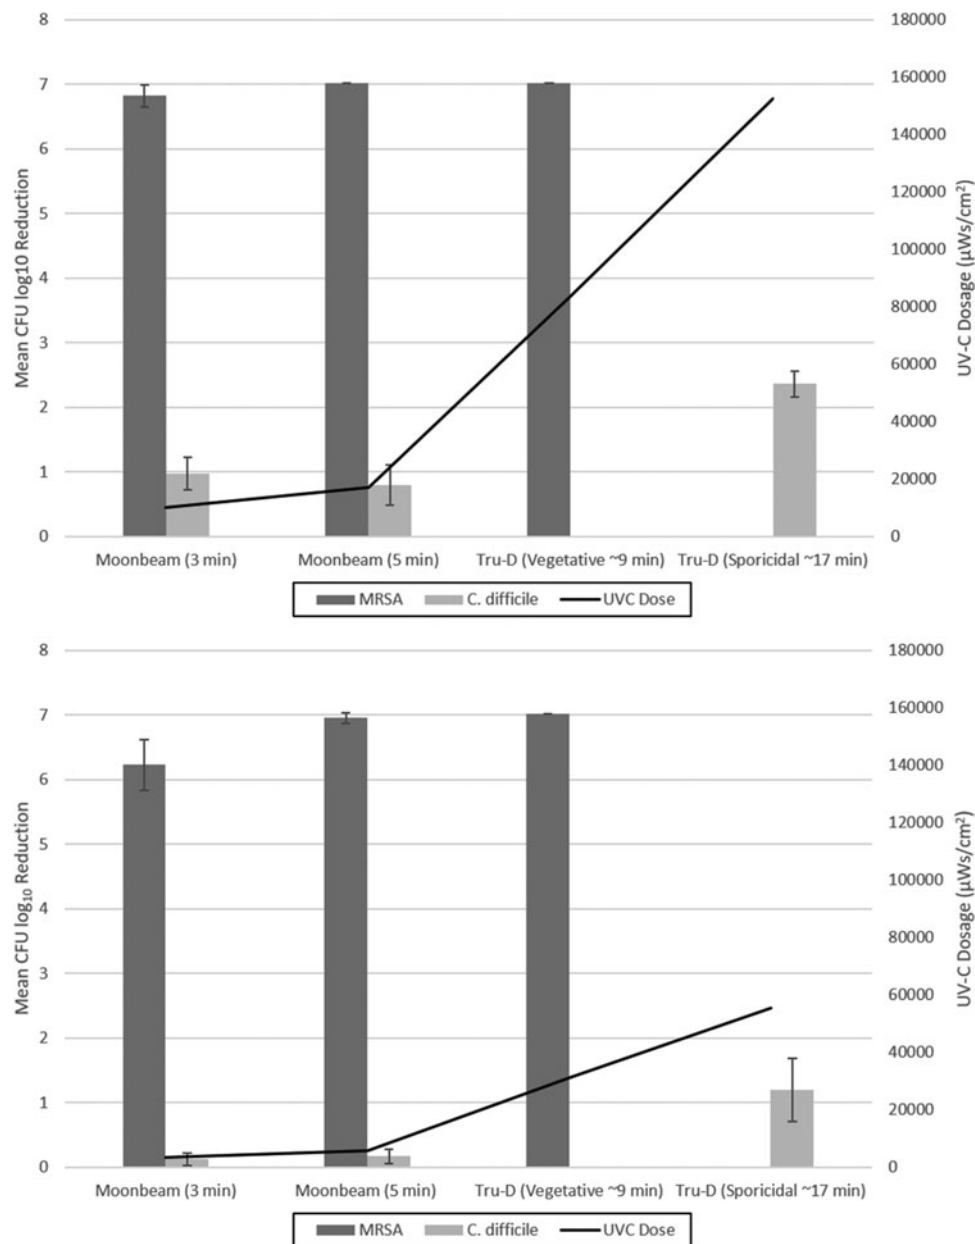 8
7
6
5
4
3
2
1
0
Mean CFU log10 Reduction
180000
160000
140000
120000
100000
80000
60000
40000
20000
0
UV-C Dosage (µWs/cm²)
Moonbeam (3 min)
Moonbeam (5 min)
Tru-D (Vegetative ~9 min)
Tru-D (Sporicidal ~17 min)
MRSA
C. difficile
UVC Dose
8
7
6
5
4
3
2
1
0
Mean CFU log₁₀ Reduction
180000
160000
140000
120000
100000
80000
60000
40000
20000
0
UV-C Dosage (µWs/cm²)
Moonbeam (3 min)
Moonbeam (5 min)
Tru-D (Vegetative ~9 min)
Tru-D (Sporicidal ~17 min)
MRSA
C. difficile
UVC Dose